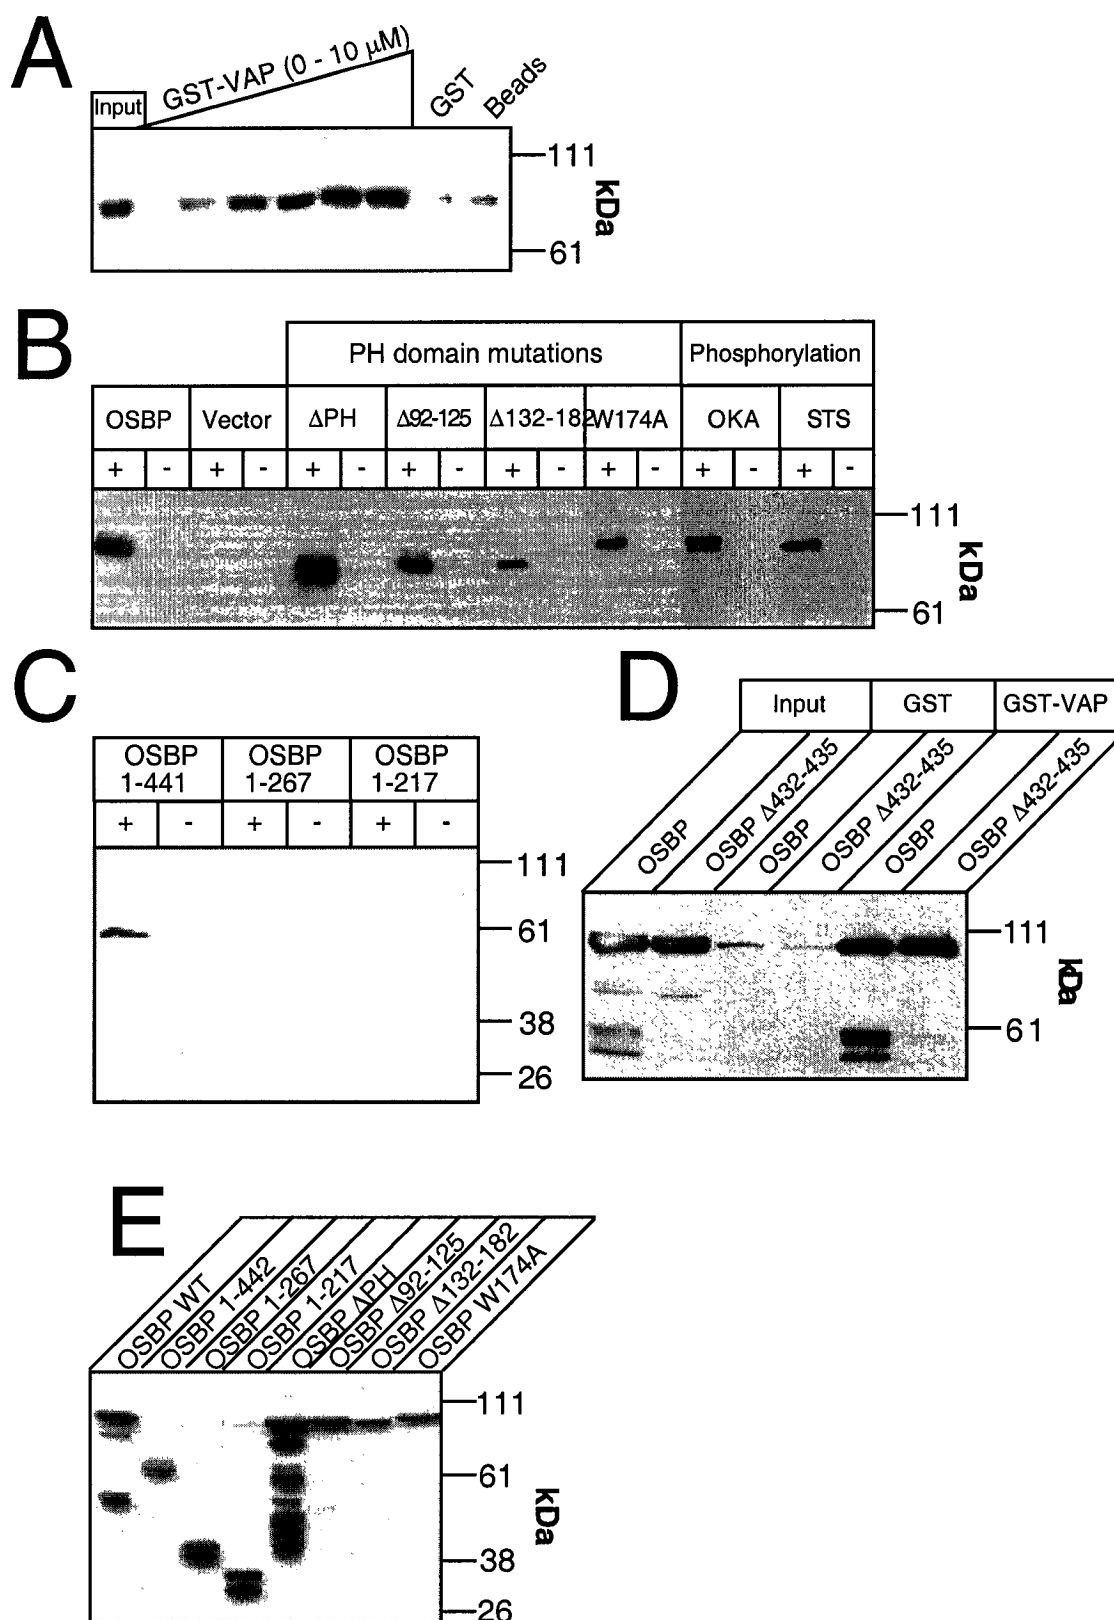 A
Input
GST-VAP (0 - 10 µM)
GST
Beads
111
61
kDa
B
PH domain mutations
Phosphorylation
OSBP
Vector
ΔPH
Δ92-125
Δ132-182
W174A
OKA
STS
+ - + - + - + - + - + - + - + -
111
61
kDa
C
OSBP 1-441
OSBP 1-267
OSBP 1-217
+ - + - + -
111
61
38
26
D
Input
GST
GST-VAP
OSBP
OSBP Δ432-435
OSBP
OSBP Δ432-435
OSBP
OSBP Δ432-435
111
61
kDa
E
OSBP WT
OSBP 1-442
OSBP 1-267
OSBP 1-217
OSBP ΔPH
OSBP Δ92-125
OSBP Δ132-182
OSBP W174A
111
61
38
26
kDa